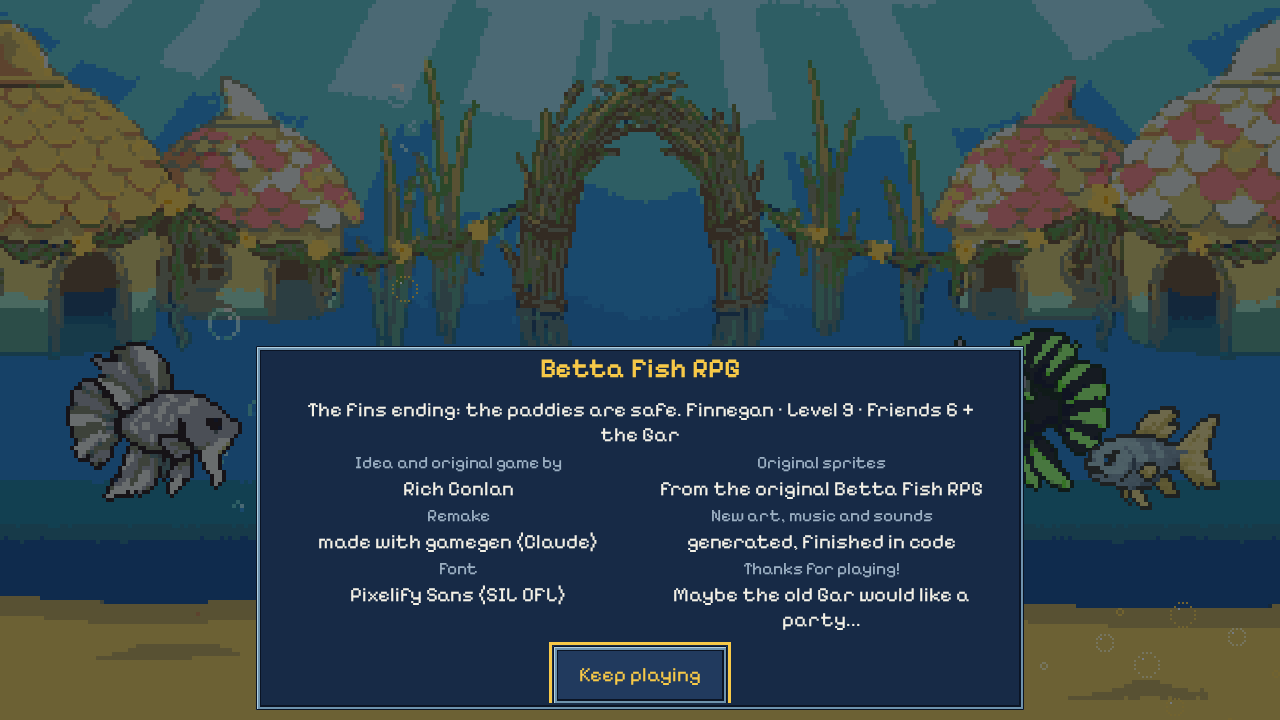 Betta Fish RPG
The Fins ending: the paddies are safe. Finnegan · Level 9 · Friends 6 +
the Gar
Idea and original game by
Rich Conlan
Original sprites
From the original Betta Fish RPG
Remake
made with gamegen (Claude)
New art, music and sounds
generated, finished in code
Font
Pixelify Sans (SIL OFL)
Thanks for playing!
Maybe the old Gar would like a
party...
Keep playing